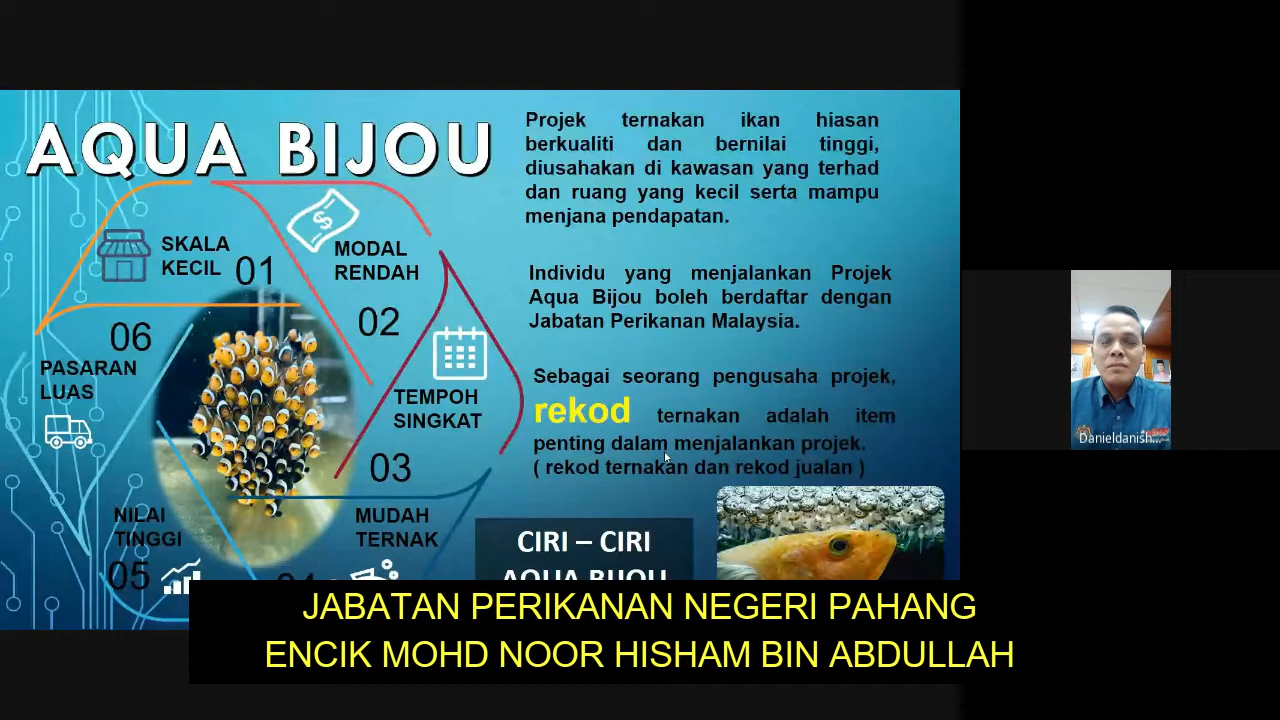 AQUA BIJOU
SKALA
KECIL
01
MODAL
RENDAH
02
TEMPOH
SINGKAT
03
MUDAH
TERNAK
04
NILAI
TINGGI
05
06
PASARAN
LUAS
Projek ternakan ikan hiasan
berkualiti dan bernilai tinggi,
diusahakan di kawasan yang terhad
dan ruang yang kecil serta mampu
menjana pendapatan.
Individu yang menjalankan Projek
Aqua Bijou boleh berdaftar dengan
Jabatan Perikanan Malaysia.
Sebagai seorang pengusaha projek,
rekod ternakan adalah item
penting dalam menjalankan projek.
( rekod ternakan dan rekod jualan )
CIRI – CIRI
AQUA BIJOU
Danieldanish...
JABATAN PERIKANAN NEGERI PAHANG
ENCIK MOHD NOOR HISHAM BIN ABDULLAH